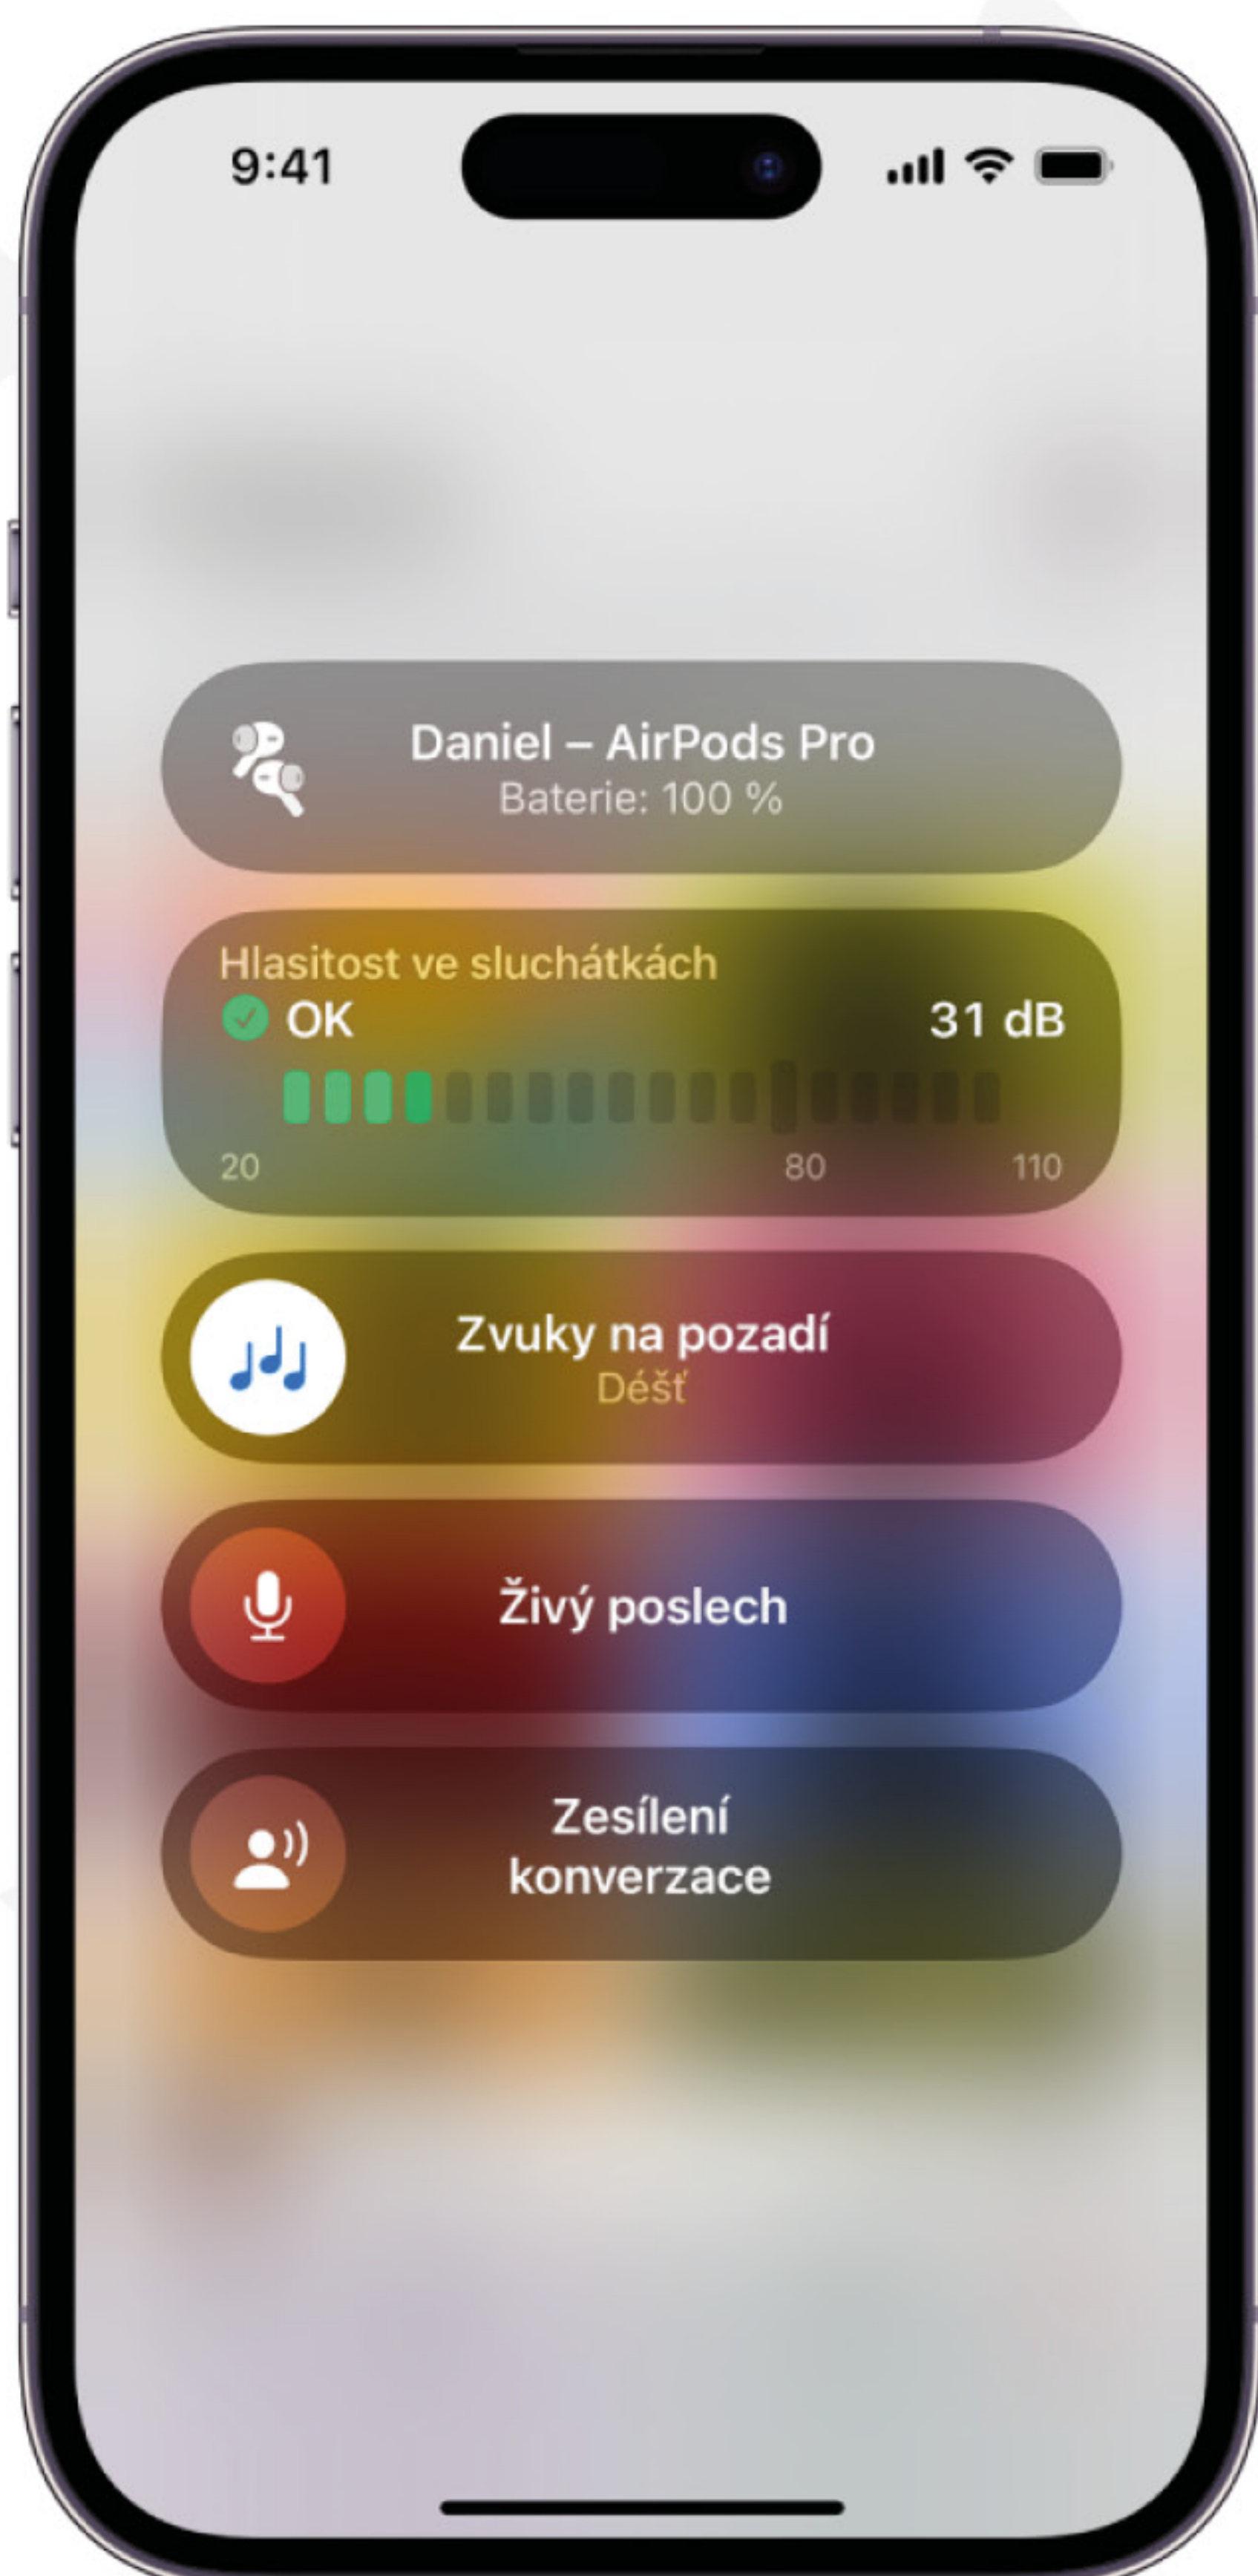 9:41
Daniel – AirPods Pro
Baterie: 100 %
Hlasitost ve sluchátkách
OK
31 dB
20
80
110
Zvuky na pozadí
Déšť
Živý poslech
Zesílení
konverzace